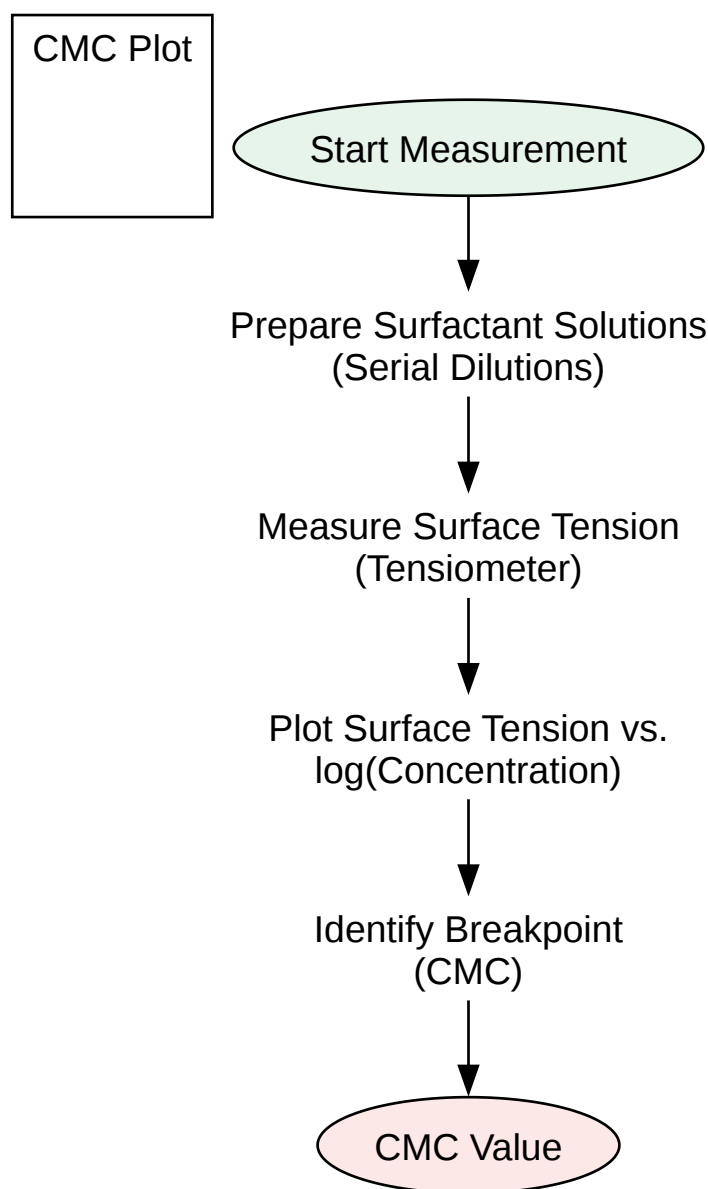 CMC Plot
Start Measurement
Prepare Surfactant Solutions
(Serial Dilutions)
Measure Surface Tension
(Tensiometer)
Plot Surface Tension vs.
log(Concentration)
Identify Breakpoint
(CMC)
CMC Value